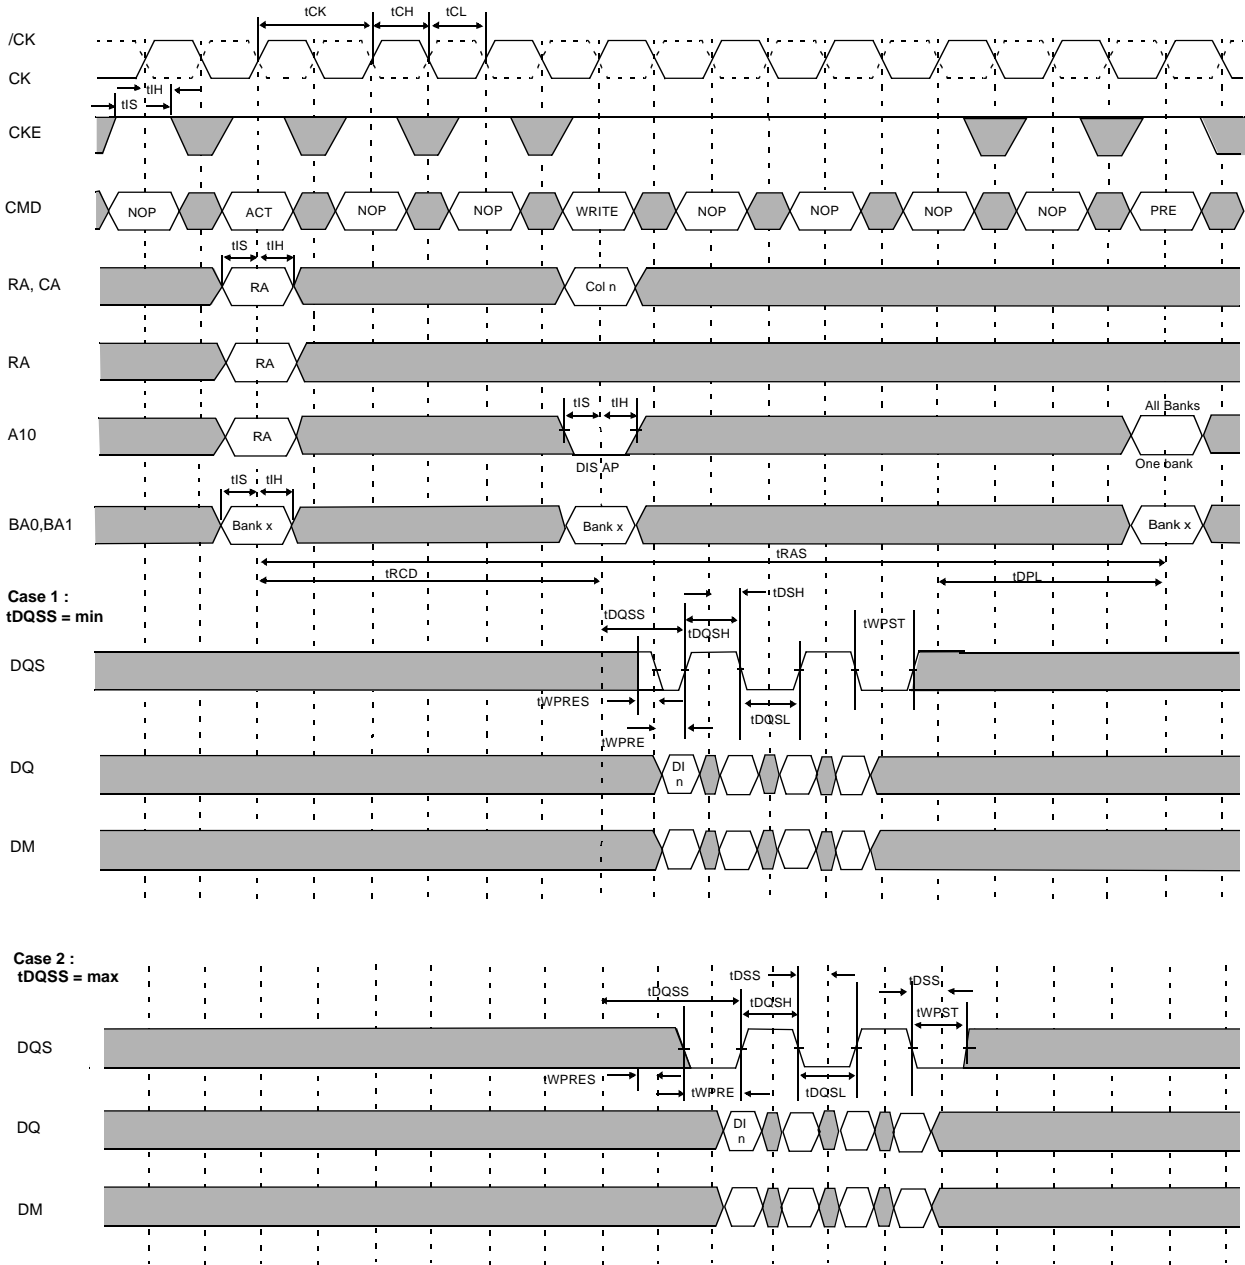 tCK tCH tCL
/CK
CK
tIH
tIS
CKE
CMD NOP ACT NOP NOP WRITE NOP NOP NOP NOP PRE
tIS tIH
RA, CA RA Col n
RA RA
tIS tIH All Banks
A10 RA
DIS AP One bank
tIS tIH
BA0,BA1 Bank x Bank x Bank x
tRAS
tRCD tDPL
Case 1 :
tDQSS = min
tDSH
tDQSS tWPST
tDQSH
DQS
tWPRES
tDQSL
tWPRE
DQ DI
n
DM
Case 2 :
tDQSS = max
tDSS tDSS
tDQSS tDQSH
tWPST
DQS
tWPRES
tWPRE tDQSL
DQ DI
n
DM